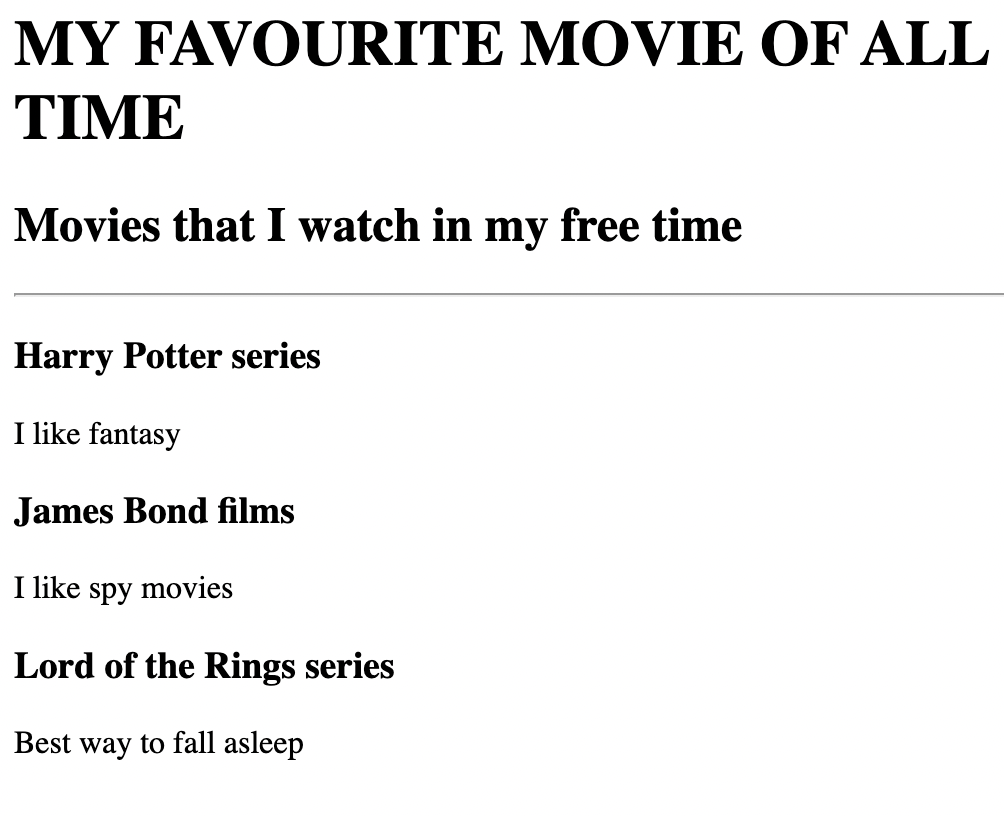 MY FAVOURITE MOVIE OF ALL
TIME
Movies that I watch in my free time
Harry Potter series
I like fantasy
James Bond films
I like spy movies
Lord of the Rings series
Best way to fall asleep